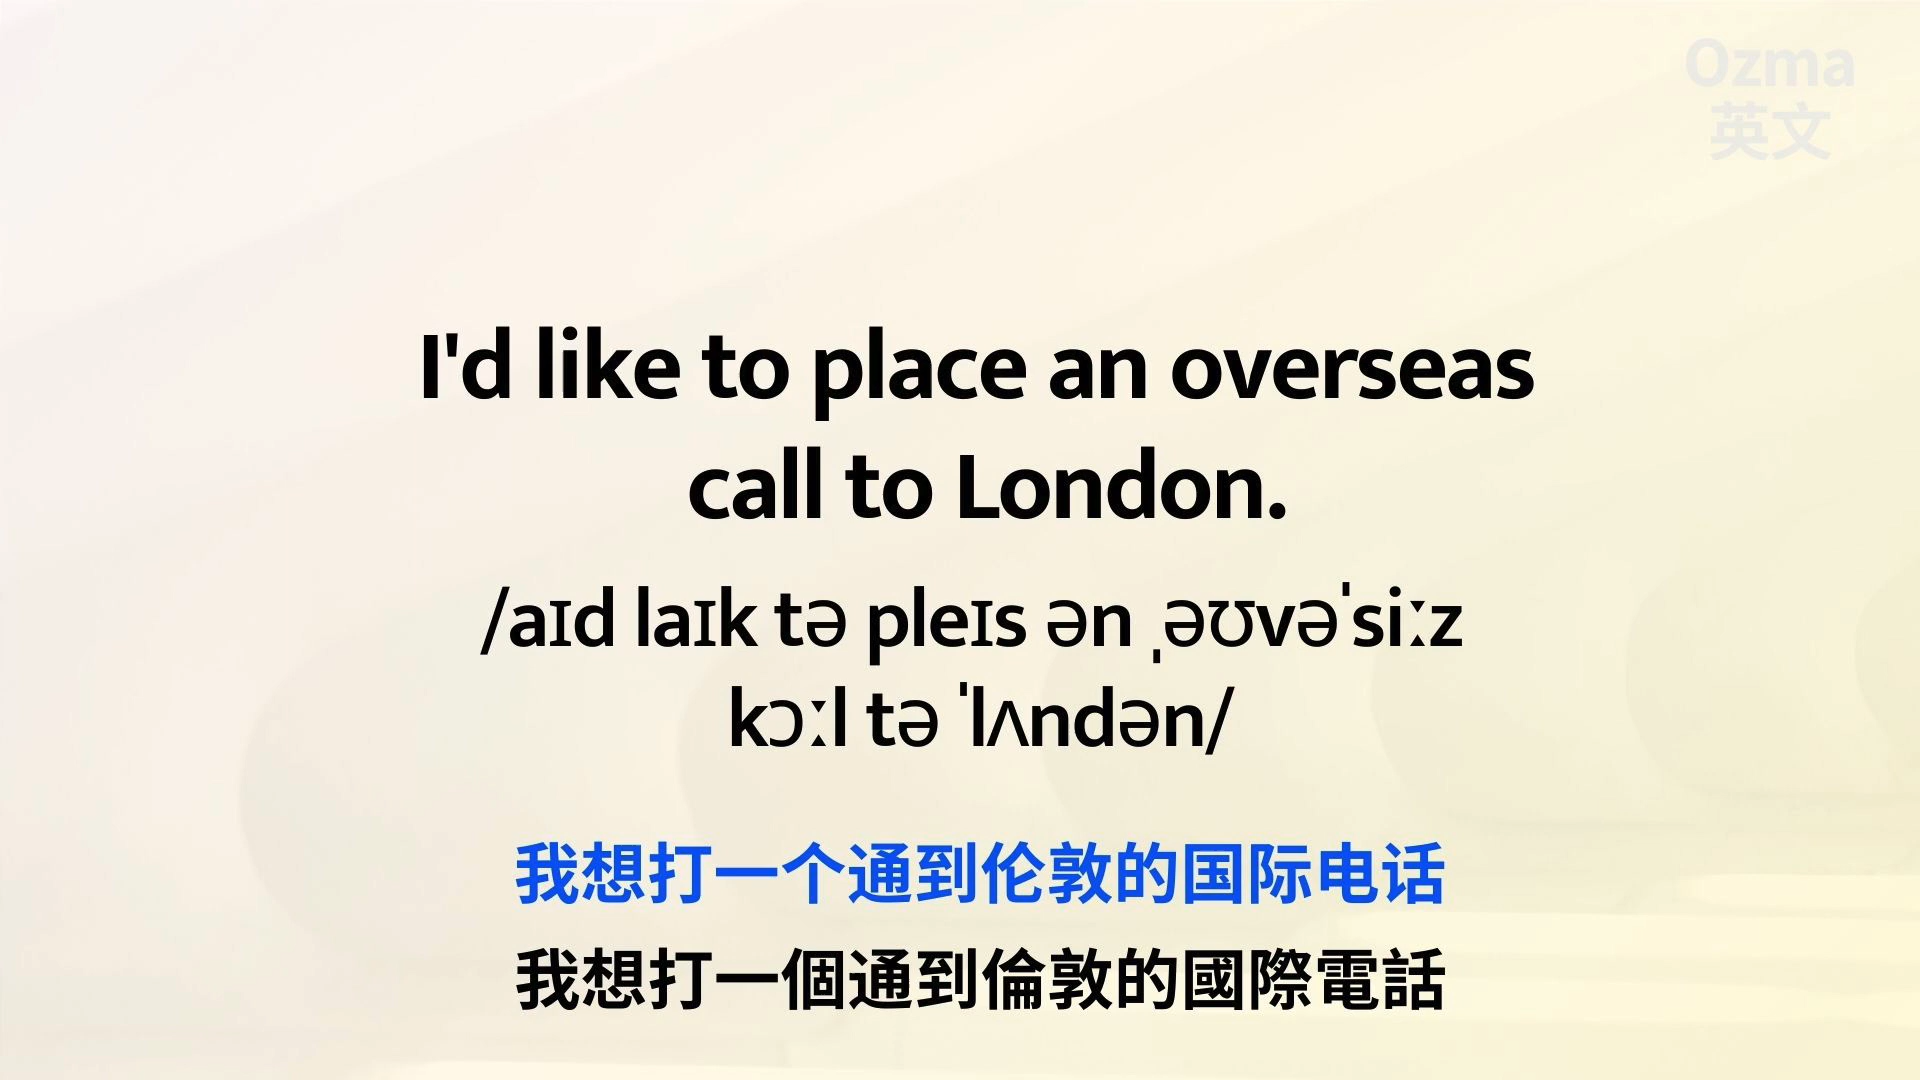 Ozma
英文
I'd like to place an overseas
call to London.
/aɪd laɪk tə pleɪs ən ˌəʊvəˈsiːz
kɔːl tə ˈlʌndən/
我想打一个通到伦敦的国际电话
我想打一個通到倫敦的國際電話